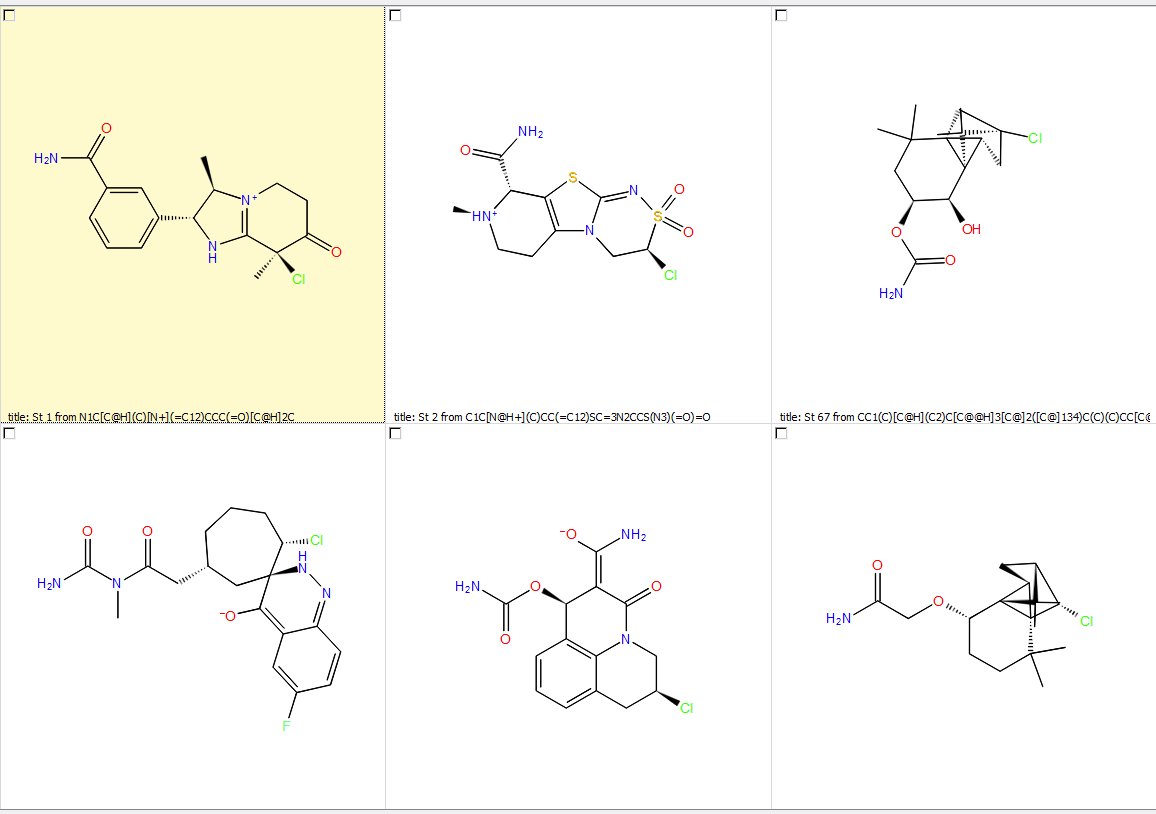 O
H₂N
N⁺
N
H
O
Cl
NH₂
O
S
N
O
HN⁺
N
S
O
Cl
Cl
OH
O
O
H₂N
title: St 1 from N1C[C@H](C)[N+](=C12)CCC(=O)[C@H]2C
title: St 2 from C1C[N@H+](C)CC(=C12)SC=3N2CCS(N3)(=O)=O
title: St 67 from CC1(C)[C@H](C2)C[C@@H]3[C@]2([C@]134)C(C)(C)CC[C@
O
O
Cl
H
N
H₂N
N
N
⁻O
F
⁻O
NH₂
H₂N
O
O
O
N
Cl
O
O
H₂N
Cl